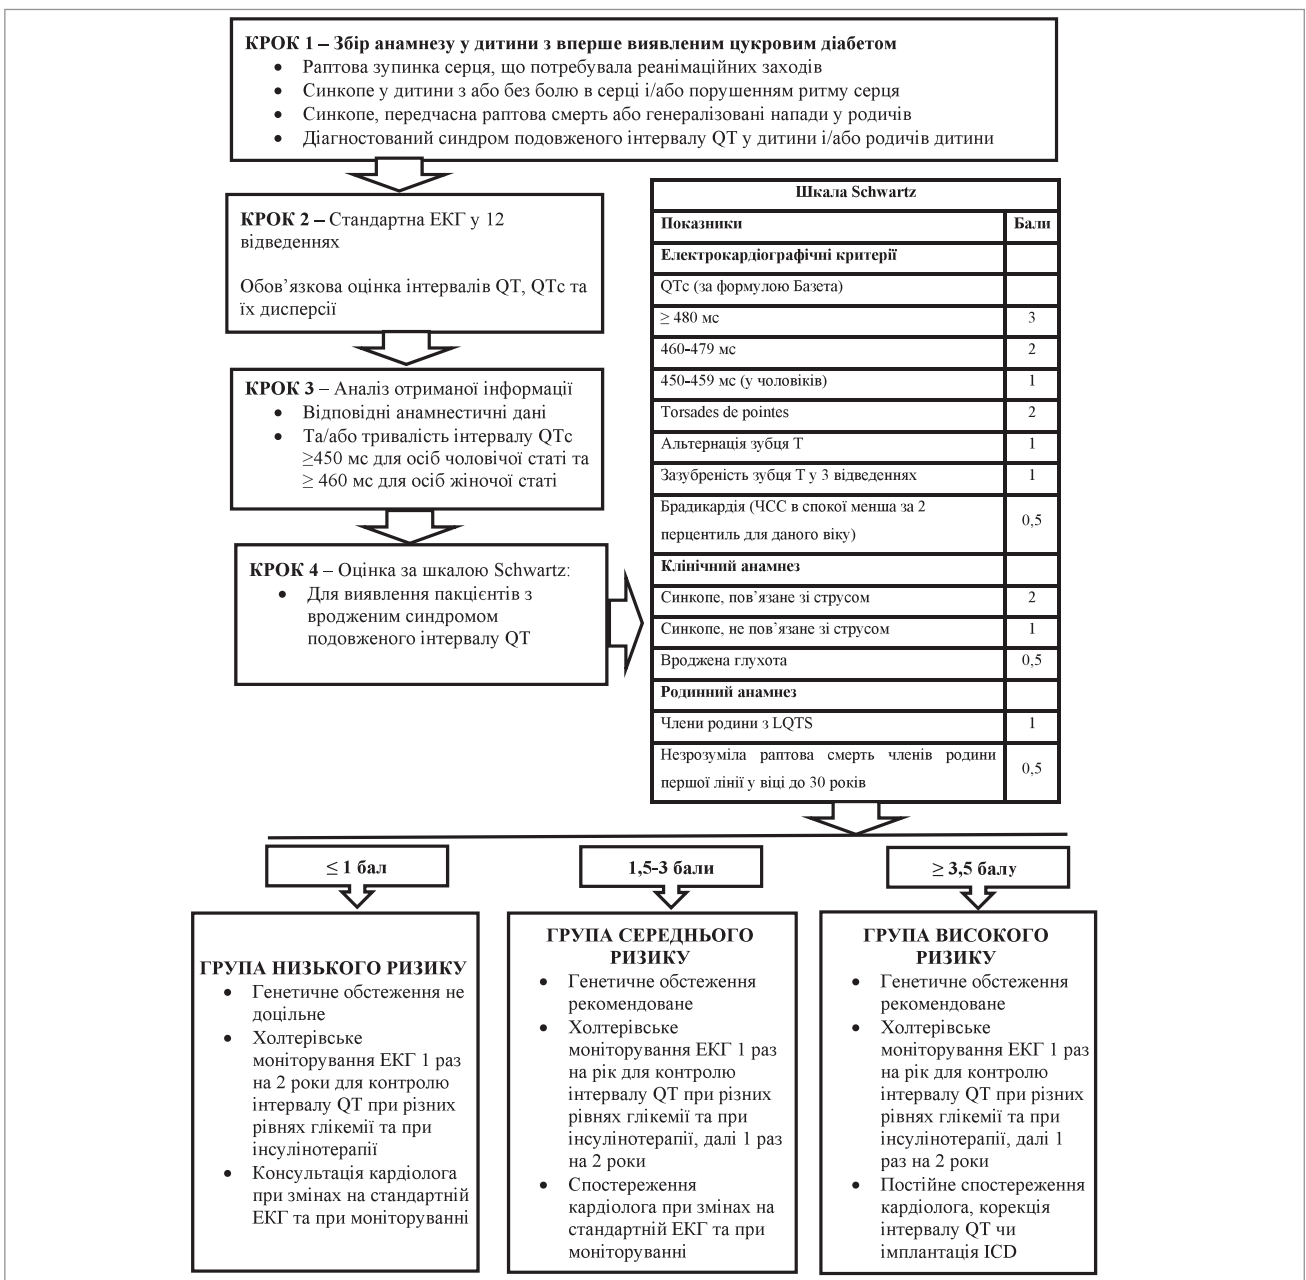 КРОК 1 – Збір анамнезу у дитини з вперше виявленим цукровим діабетом
• Раптова зупинка серця, що потребувала реанімаційних заходів
• Синкопе у дитини з або без болю в серці і/або порушенням ритму серця
• Синкопе, передчасна раптова смерть або генералізовані напади у родичів
• Діагностований синдром подовженого інтервалу QT у дитини і/або родичів дитини
КРОК 2 – Стандартна ЕКГ у 12
відведеннях
Обов’язкова оцінка інтервалів QT, QTc та
їх дисперсії
КРОК 3 – Аналіз отриманої інформації
• Відповідні анамнестичні дані
• Та/або тривалість інтервалу QTc
≥450 мс для осіб чоловічої статі та
≥ 460 мс для осіб жіночої статі
КРОК 4 – Оцінка за шкалою Schwartz:
• Для виявлення пакцієнтів з
вродженим синдромом
подовженого інтервалу QT
Шкала Schwartz
Показники Бали
Електрокардіографічні критерії
QTc (за формулою Базета)
≥ 480 мс 3
460-479 мс 2
450-459 мс (у чоловіків) 1
Torsades de pointes 2
Альтернація зубця Т 1
Зазубреність зубця Т у 3 відведеннях 1
Брадикардія (ЧСС в спокої менша за 2
перцентиль для даного віку) 0,5
Клінічний анамнез
Синкопе, пов’язане зі струсом 2
Синкопе, не пов’язане зі струсом 1
Вроджена глухота 0,5
Родинний анамнез
Члени родини з LQTS 1
Незрозуміла раптова смерть членів родини
першої лінії у віці до 30 років 0,5
≤ 1 бал
1,5-3 бали
≥ 3,5 балу
ГРУПА НИЗЬКОГО РИЗИКУ
• Генетичне обстеження не
доцільне
• Холтерівське
моніторування ЕКГ 1 раз
на 2 роки для контролю
інтервалу QT при різних
рівнях глікемії та при
інсулінотерапії
• Консультація кардіолога
при змінах на стандартній
ЕКГ та при моніторуванні
ГРУПА СЕРЕДНЬОГО
РИЗИКУ
• Генетичне обстеження
рекомендоване
• Холтерівське
моніторування ЕКГ 1 раз
на рік для контролю
інтервалу QT при різних
рівнях глікемії та при
інсулінотерапії, далі 1 раз
на 2 роки
• Спостереження
кардіолога при змінах на
стандартній ЕКГ та при
моніторуванні
ГРУПА ВИСОКОГО
РИЗИКУ
• Генетичне обстеження
рекомендоване
• Холтерівське
моніторування ЕКГ 1 раз
на рік для контролю
інтервалу QT при різних
рівнях глікемії та при
інсулінотерапії, далі 1
раз на 2 роки
• Постійне спостереження
кардіолога, корекція
інтервалу QT чи
імплантація ICD